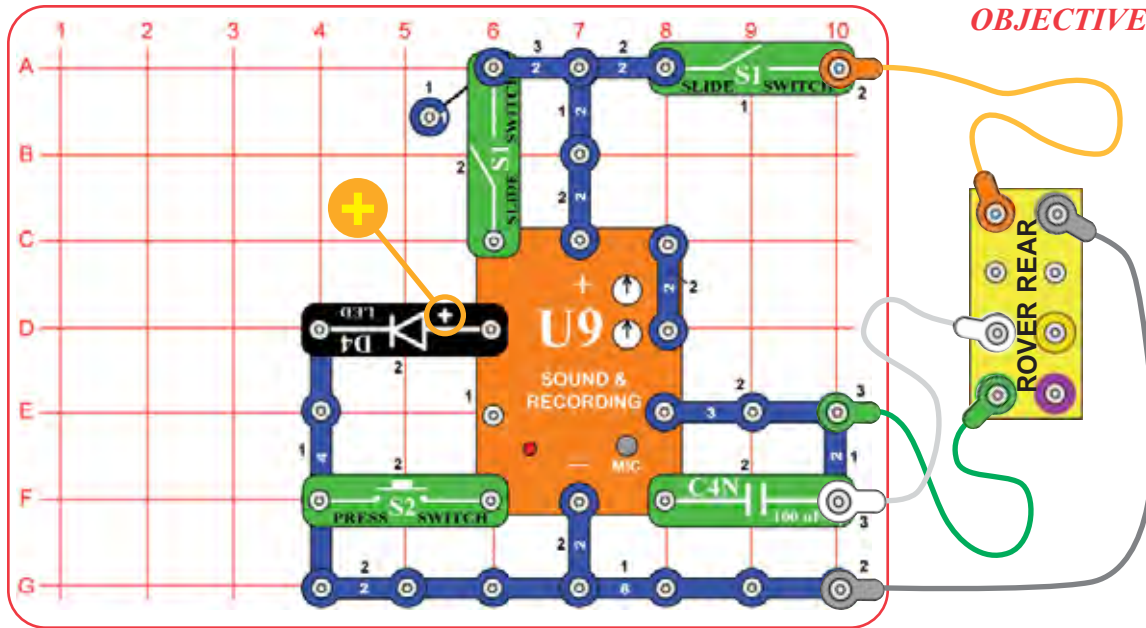 OBJECTIVE
1 2 3 4 5 6 7 8 9 10
A
3
2
2
2
S1
SLIDE SWITCH
1
2
1
1
SLIDE SWITCH
S1
2
1
2
B
2
C
+
+
U9
SOUND &
RECORDING
MIC
2
2
D
LED
D4
+
2
E
1
4
1
2
3
3
2
1
F
2
S2
PRESS SWITCH
2
C4N
100 uF
3
G
2
2
2
2
1
6
2
ROVER REAR